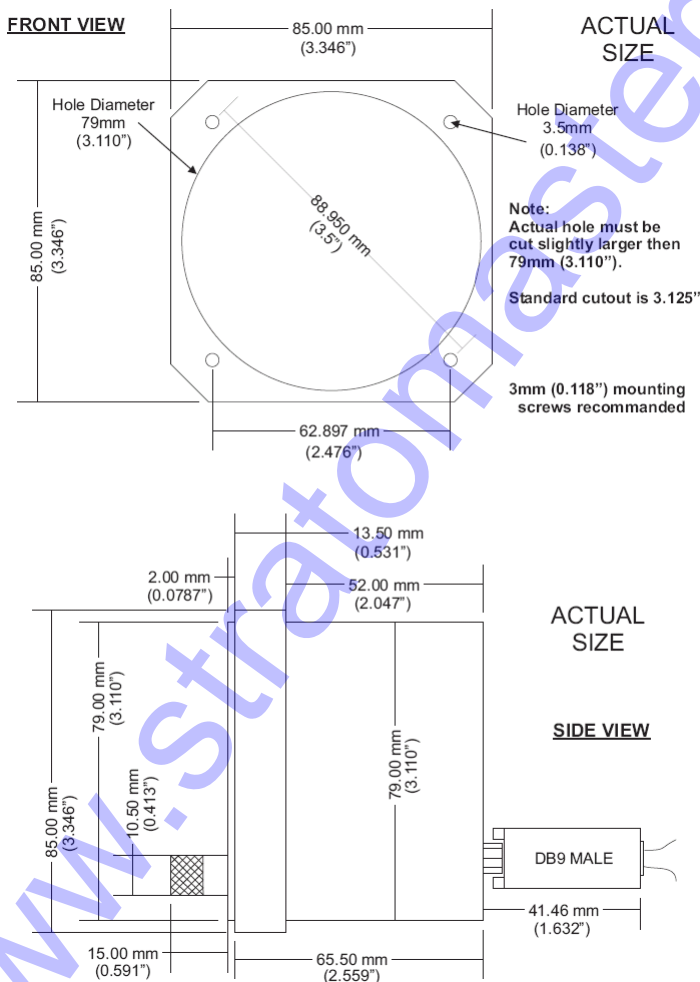 FRONT VIEW
85.00 mm
(3.346")
ACTUAL
SIZE
Hole Diameter
79mm
(3.110")
Hole Diameter
3.5mm
(0.138")
88.950 mm
(3.5")
85.00 mm
(3.346")
Note:
Actual hole must be
cut slightly larger then
79mm (3.110").
Standard cutout is 3.125"
3mm (0.118") mounting
screws recommanded
62.897 mm
(2.476")
13.50 mm
(0.531")
2.00 mm
(0.0787")
52.00 mm
(2.047")
ACTUAL
SIZE
79.00 mm
(3.110")
SIDE VIEW
79.00 mm
(3.110")
85.00 mm
(3.346")
10.50 mm
(0.413")
DB9 MALE
41.46 mm
(1.632")
15.00 mm
(0.591")
65.50 mm
(2.559")
www.stratomaster